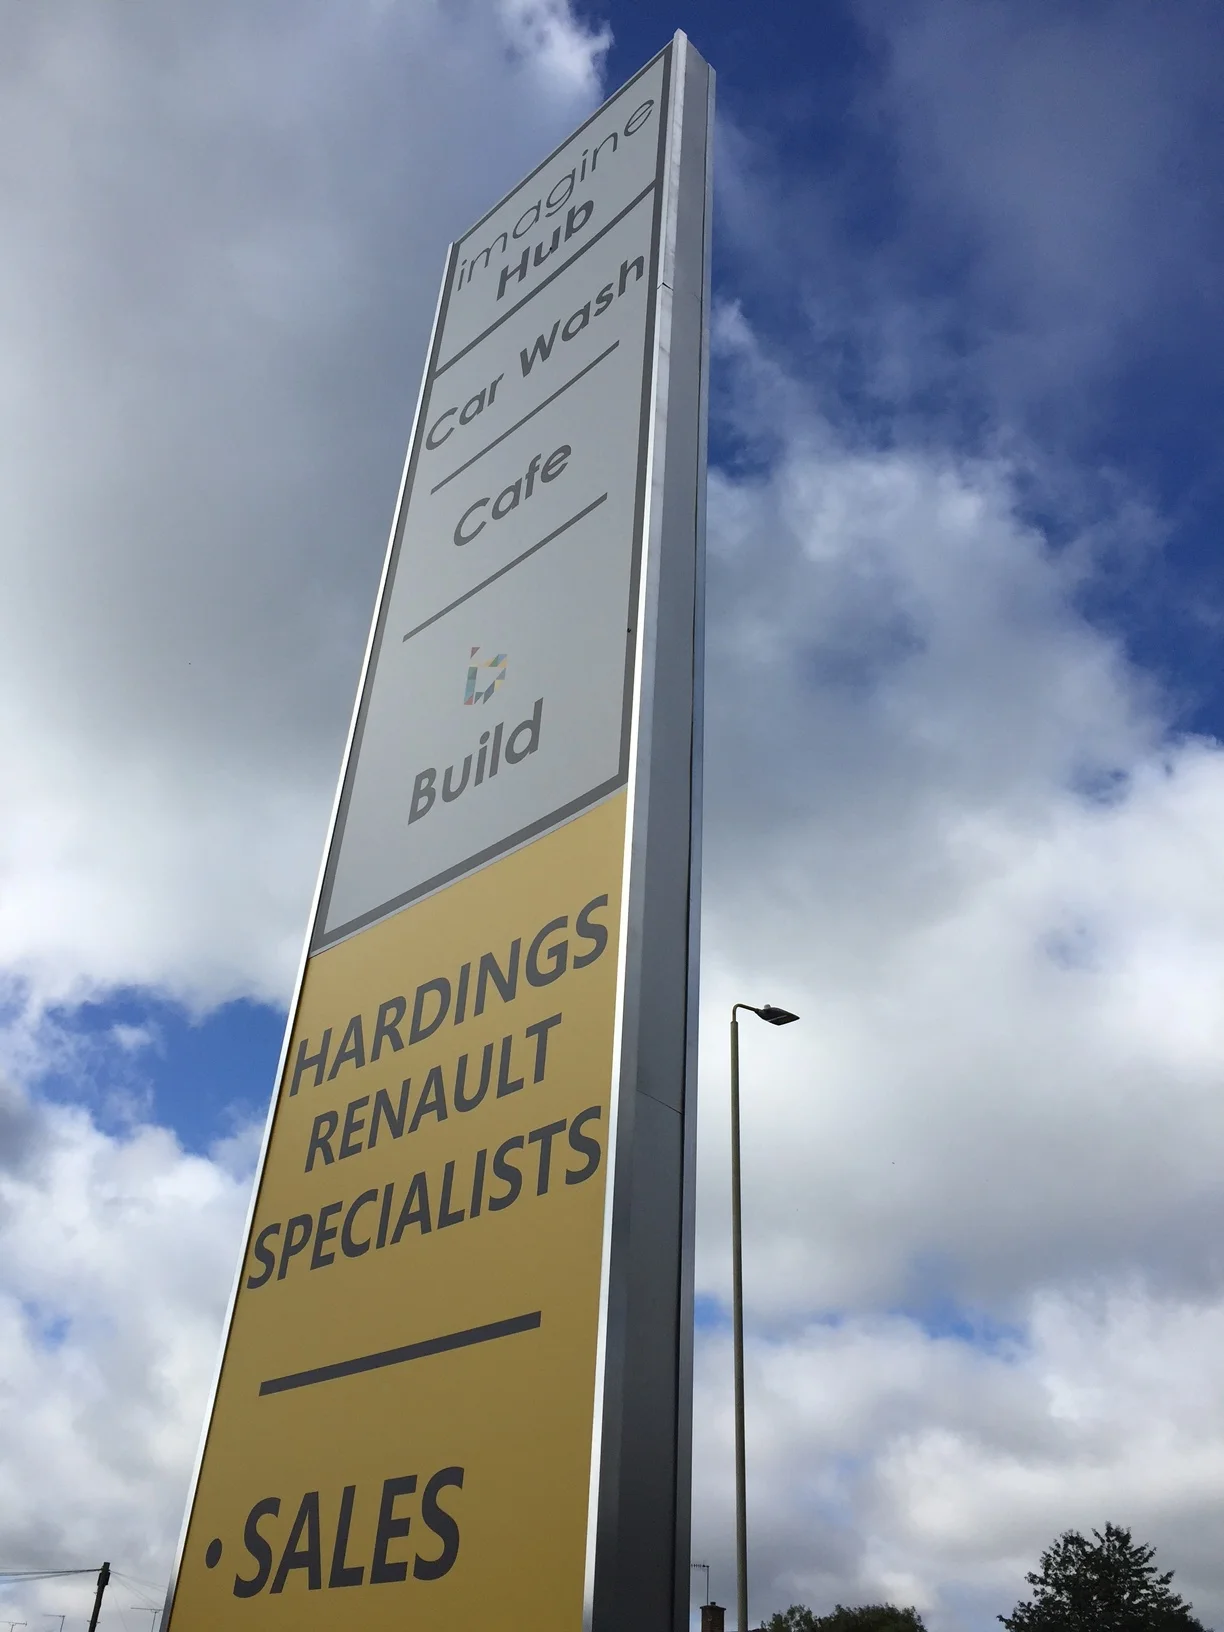 imagine
Hub
Car Wash
Cafe
b
Build
HARDINGS
RENAULT
SPECIALISTS
• SALES